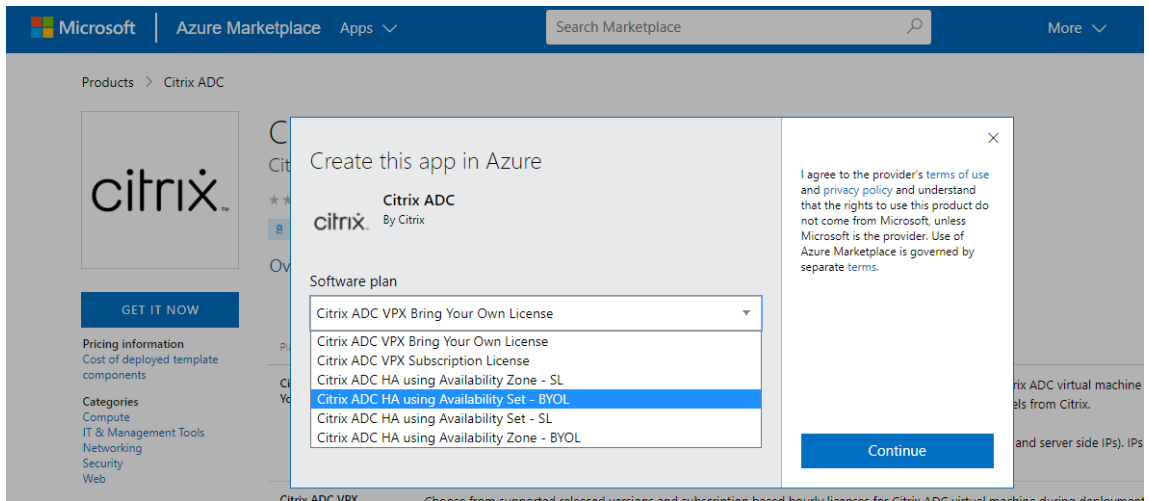 Microsoft Azure Marketplace Apps Search Marketplace More
Products > Citrix ADC
citrix
C
Cit
Ov
GET IT NOW
Pricing information
Cost of deployed template
components
Categories
Compute
IT & Management Tools
Networking
Security
Web
Create this app in Azure
citrix.
Citrix ADC
By Citrix
Software plan
Citrix ADC VPX Bring Your Own License
Citrix ADC VPX Bring Your Own License
Citrix ADC VPX Subscription License
Citrix ADC HA using Availability Zone - SL
Citrix ADC HA using Availability Set - BYOL
Citrix ADC HA using Availability Set - SL
Citrix ADC HA using Availability Zone - BYOL
I agree to the provider's terms of use
and privacy policy and understand
that the rights to use this product do
not come from Microsoft, unless
Microsoft is the provider. Use of
Azure Marketplace is governed by
separate terms.
Continue
Ci
Yo
rix ADC virtual machine
els from Citrix.
and server side IPs). IPs
Citrix ADC VPX Choose from supported released versions and subscription based hourly licenses for Citrix ADC virtual machine during deployment